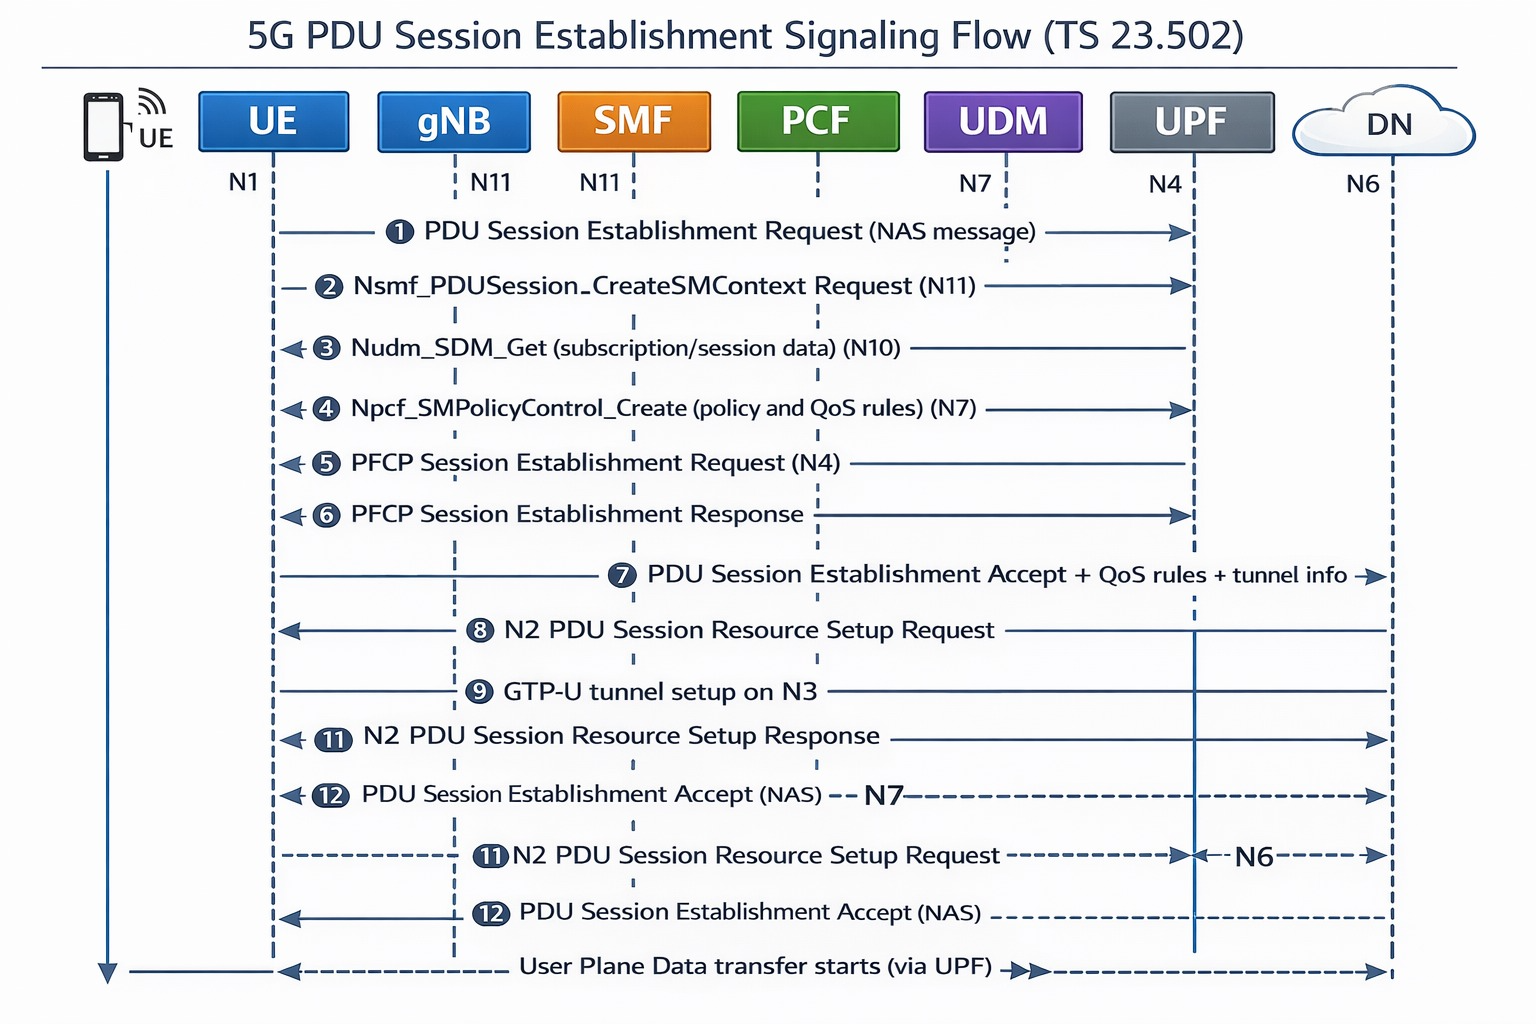 5G PDU Session Establishment Signaling Flow (TS 23.502)
UE
UE
gNB
SMF
PCF
UDM
UPF
DN
N1
N11
N11
N7
N4
N6
1 PDU Session Establishment Request (NAS message)
2 Nsmf_PDUSession_CreateSMContext Request (N11)
3 Nudm_SDM_Get (subscription/session data) (N10)
4 Npcf_SMPolicyControl_Create (policy and QoS rules) (N7)
5 PFCP Session Establishment Request (N4)
6 PFCP Session Establishment Response
7 PDU Session Establishment Accept + QoS rules + tunnel info
8 N2 PDU Session Resource Setup Request
9 GTP-U tunnel setup on N3
11 N2 PDU Session Resource Setup Response
12 PDU Session Establishment Accept (NAS) N7
11 N2 PDU Session Resource Setup Request N6
12 PDU Session Establishment Accept (NAS)
User Plane Data transfer starts (via UPF)